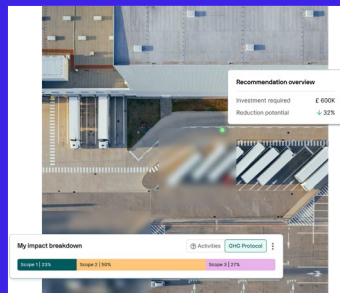 Recommendation overview
Investment required £ 600K
Reduction potential ↓ 32%
My impact breakdown Activities GHG Protocol
Scope 1 | 23% Scope 2 | 50% Scope 3 | 27%